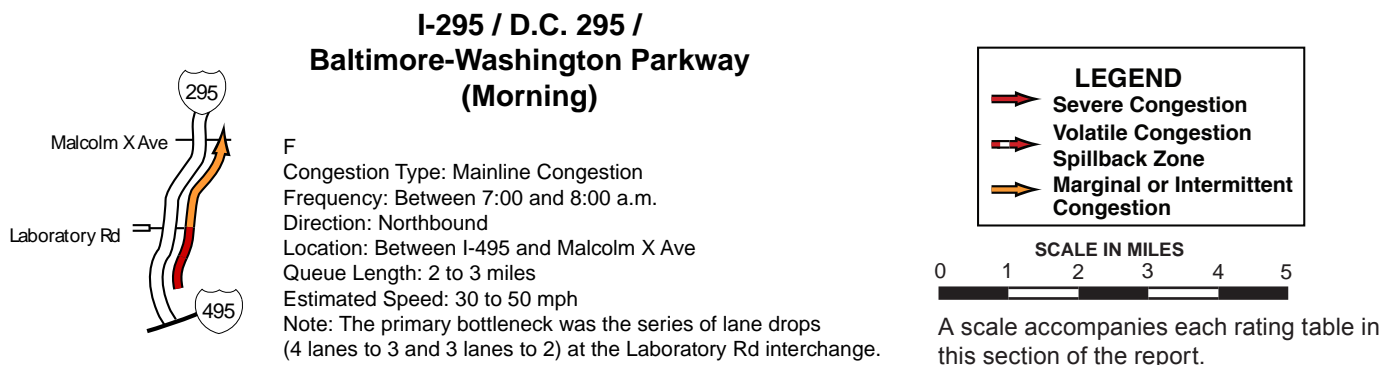 I-295 / D.C. 295 /
Baltimore-Washington Parkway
(Morning)
295
Malcolm X Ave
Laboratory Rd
495
F
Congestion Type: Mainline Congestion
Frequency: Between 7:00 and 8:00 a.m.
Direction: Northbound
Location: Between I-495 and Malcolm X Ave
Queue Length: 2 to 3 miles
Estimated Speed: 30 to 50 mph
Note: The primary bottleneck was the series of lane drops
(4 lanes to 3 and 3 lanes to 2) at the Laboratory Rd interchange.
LEGEND
Severe Congestion
Volatile Congestion
Spillback Zone
Marginal or Intermittent
Congestion
SCALE IN MILES
0 1 2 3 4 5
A scale accompanies each rating table in
this section of the report.